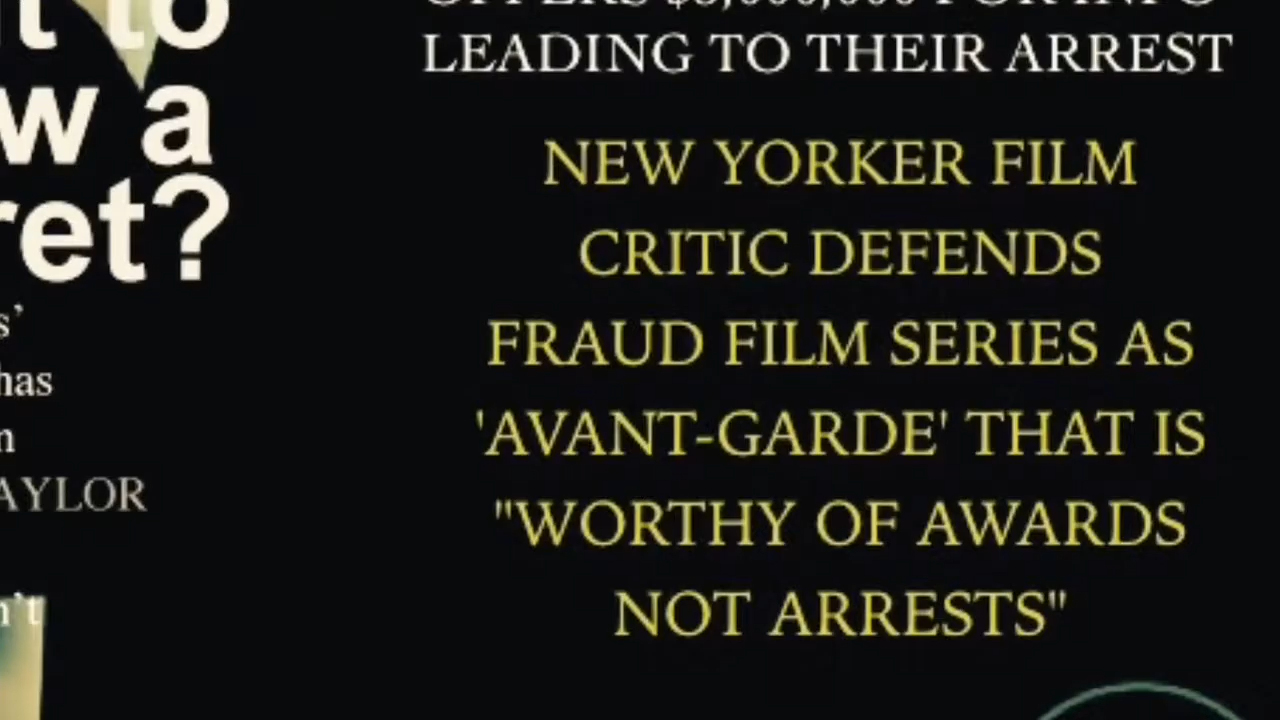 to
w a
ret?
s’
has
n
AYLOR
n’t
LEADING TO THEIR ARREST
NEW YORKER FILM
CRITIC DEFENDS
FRAUD FILM SERIES AS
'AVANT-GARDE' THAT IS
"WORTHY OF AWARDS
NOT ARRESTS"